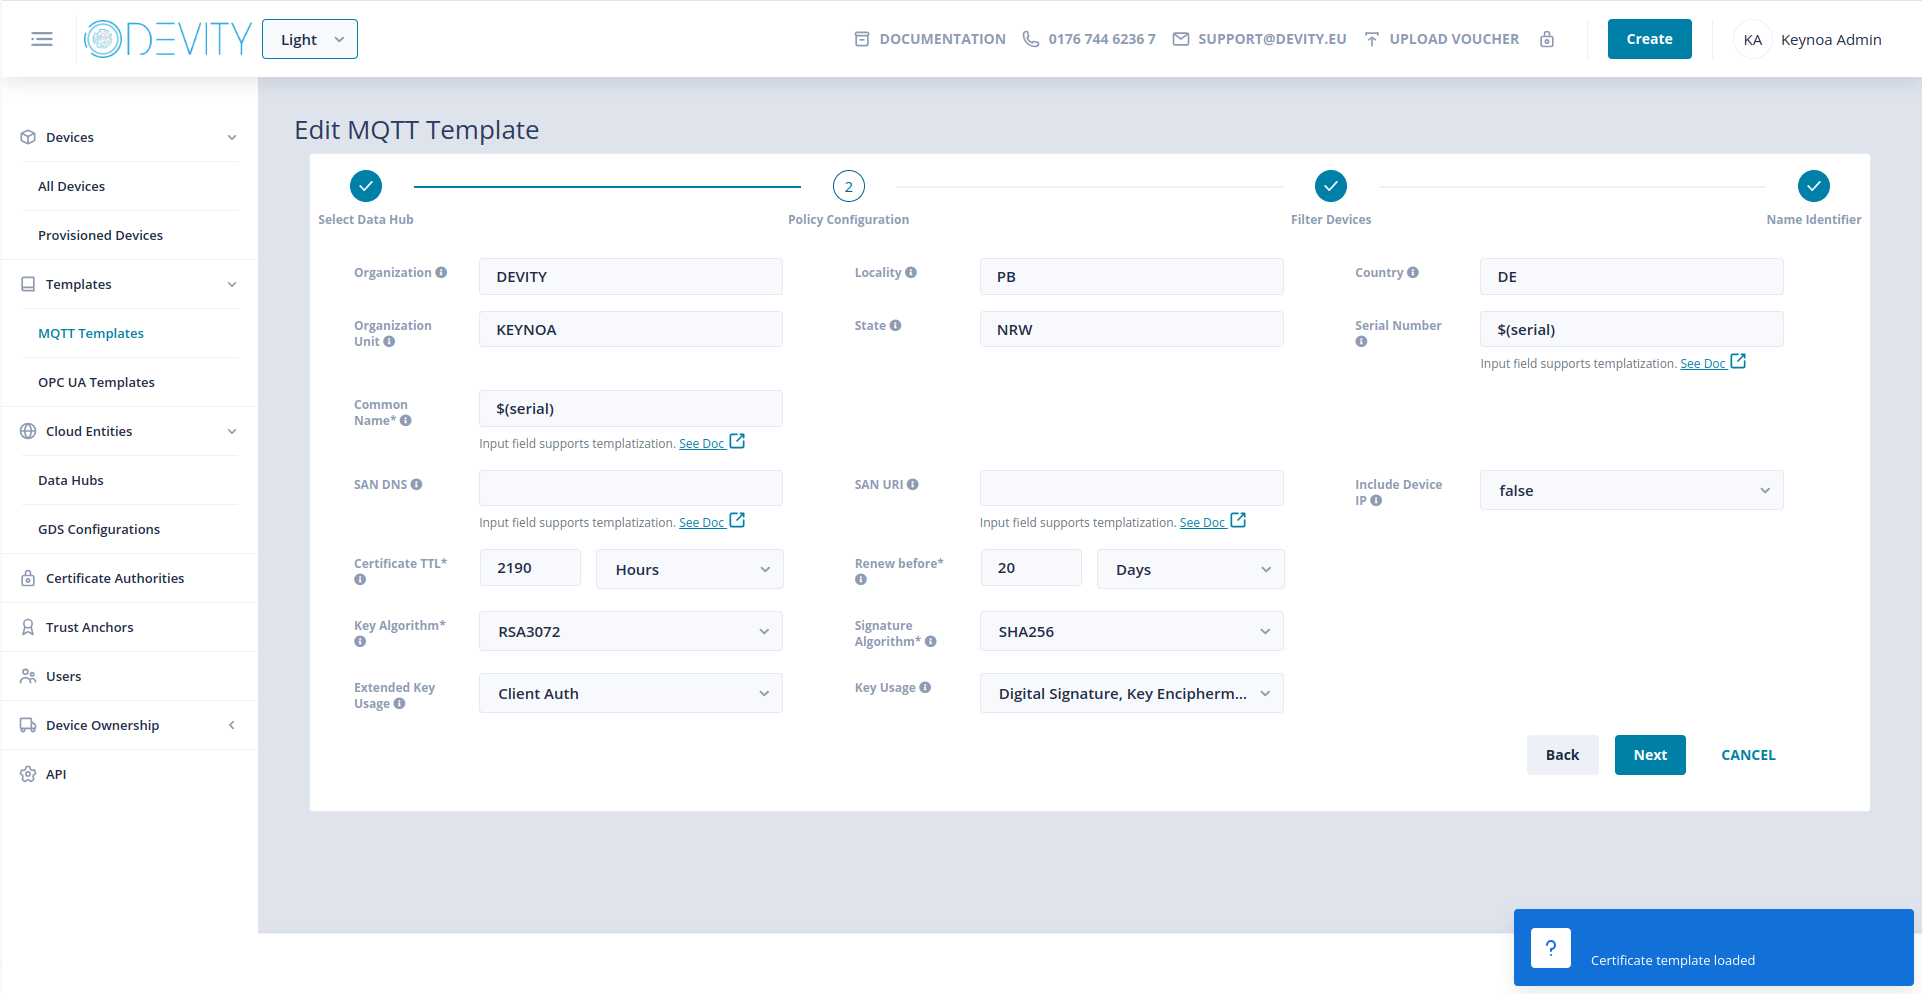 DEVITY
Light
DOCUMENTATION
0176 744 6236 7
SUPPORT@DEVITY.EU
UPLOAD VOUCHER
Create
KA
Keynoa Admin
Devices
All Devices
Provisioned Devices
Templates
MQTT Templates
OPC UA Templates
Cloud Entities
Data Hubs
GDS Configurations
Certificate Authorities
Trust Anchors
Users
Device Ownership
API
Edit MQTT Template
Select Data Hub
2
Policy Configuration
Filter Devices
Name Identifier
Organization
DEVITY
Locality
PB
Country
DE
Organization
Unit
KEYNOA
State
NRW
Serial Number
$(serial)
Input field supports templatization. See Doc
Common
Name*
$(serial)
Input field supports templatization. See Doc
SAN DNS
Input field supports templatization. See Doc
SAN URI
Input field supports templatization. See Doc
Include Device
IP
false
Certificate TTL*
2190
Hours
Renew before*
20
Days
Key Algorithm*
RSA3072
Signature
Algorithm*
SHA256
Extended Key
Usage
Client Auth
Key Usage
Digital Signature, Key Encipherm...
Back
Next
CANCEL
?
Certificate template loaded